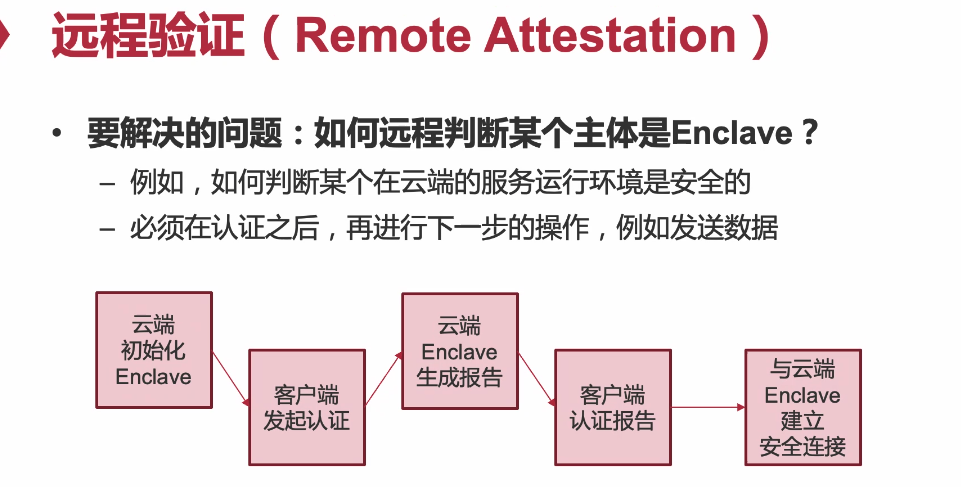 远程验证（Remote Attestation）
• 要解决的问题：如何远程判断某个主体是Enclave？
– 例如，如何判断某个在云端的服务运行环境是安全的
– 必须在认证之后，再进行下一步的操作，例如发送数据
云端
初始化
Enclave
客户端
发起认证
云端
Enclave
生成报告
客户端
认证报告
与云端
Enclave
建立
安全连接